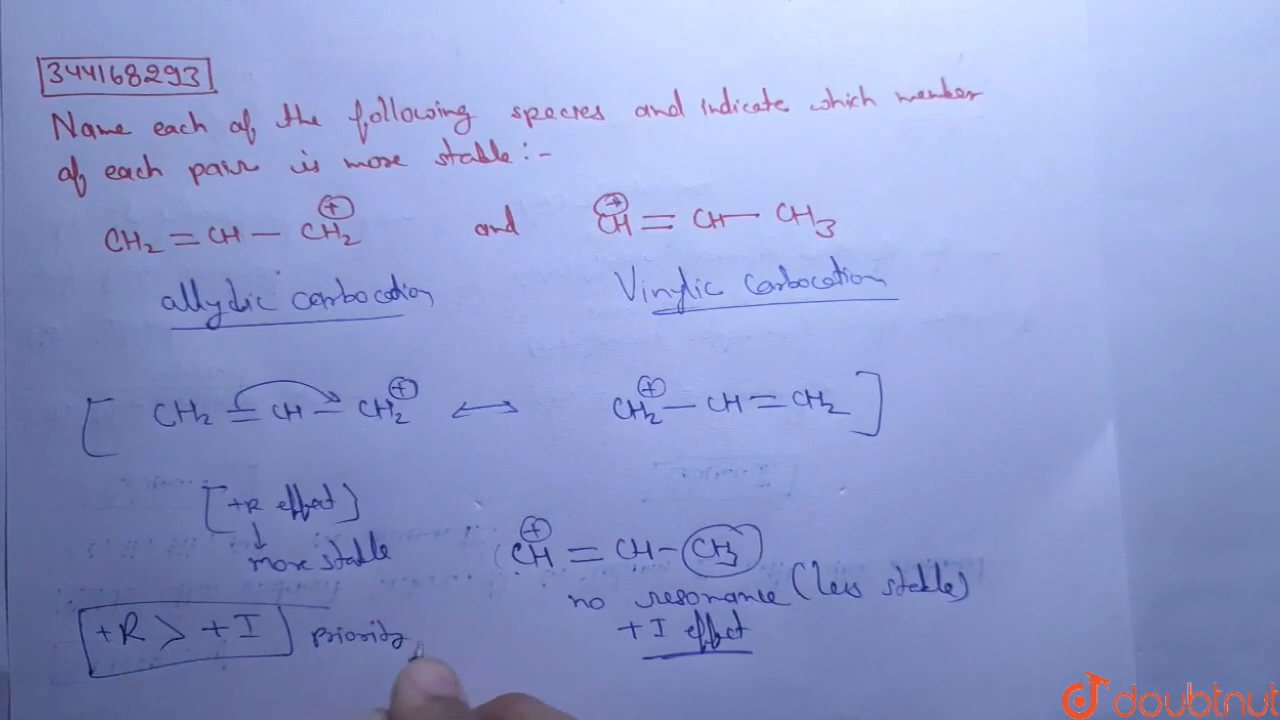 344168293
Name each of the following species and indicate which member
of each pair is more stable:-
CH₂ = CH — CH₂⊕ and ⊕CH = CH — CH₃
allylic carbocation Vinylic carbocation
[ CH₂ = CH = CH₂⊕ ↔ ⊕CH₂ — CH = CH₂ ]
[+R effect]
↓
more stable
⊕CH = CH — CH₃
no resonance (less stable)
+I effect
+R > +I priority
doubtnut